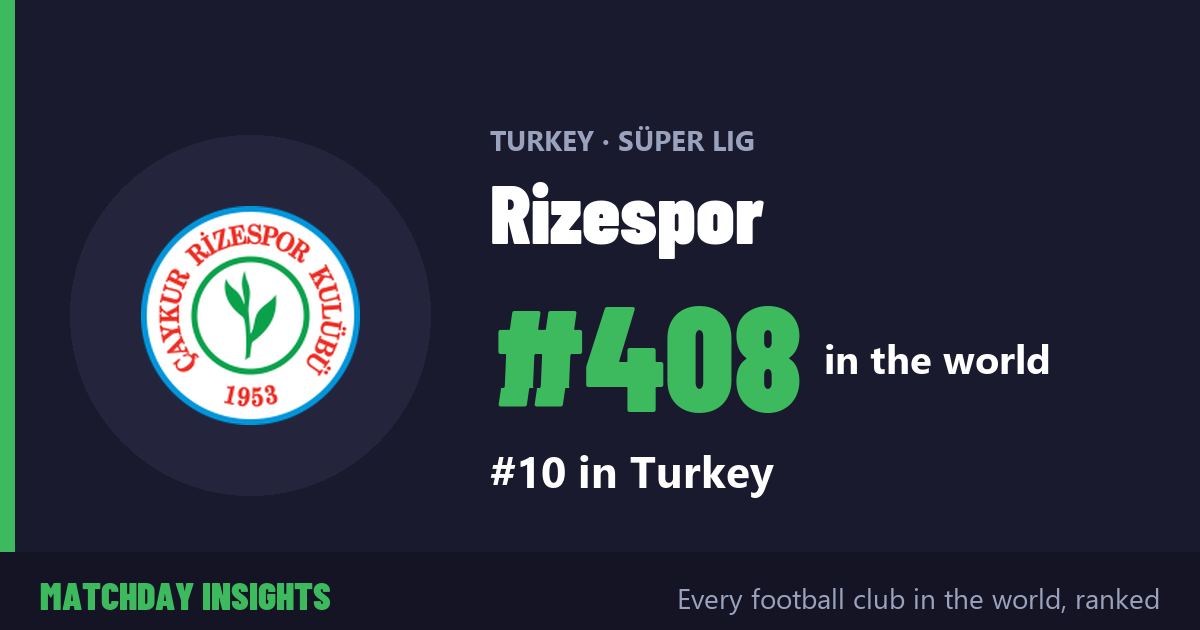 TURKEY · SÜPER LIG
Rizespor
ÇAYKUR RİZESPOR KULÜBÜ
1953
#408 in the world
#10 in Turkey
MATCHDAY INSIGHTS
Every football club in the world, ranked